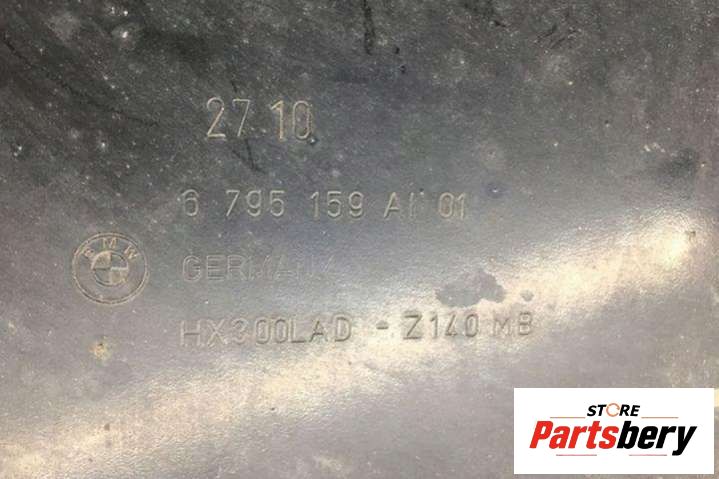 27 10
6 795 159 AI 01
BMW
GERMANY
HX300LAD - Z140 MB
STORE
Partsbery